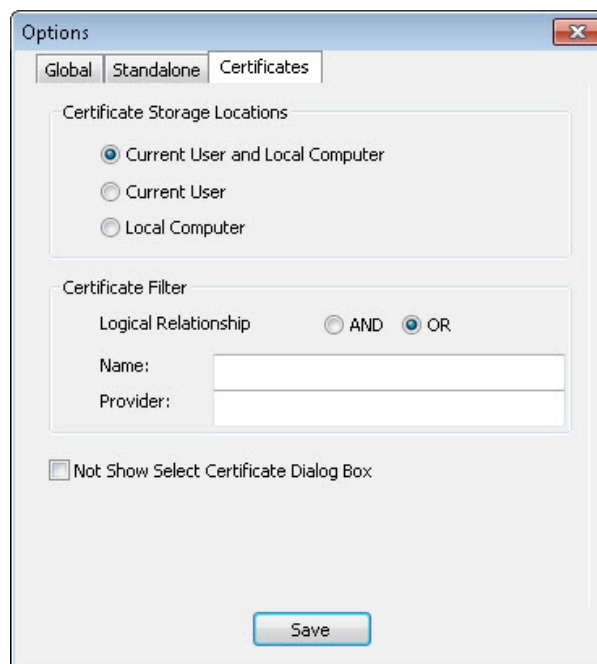 Options
Global Standalone Certificates
Certificate Storage Locations
Current User and Local Computer
Current User
Local Computer
Certificate Filter
Logical Relationship AND OR
Name:
Provider:
Not Show Select Certificate Dialog Box
Save